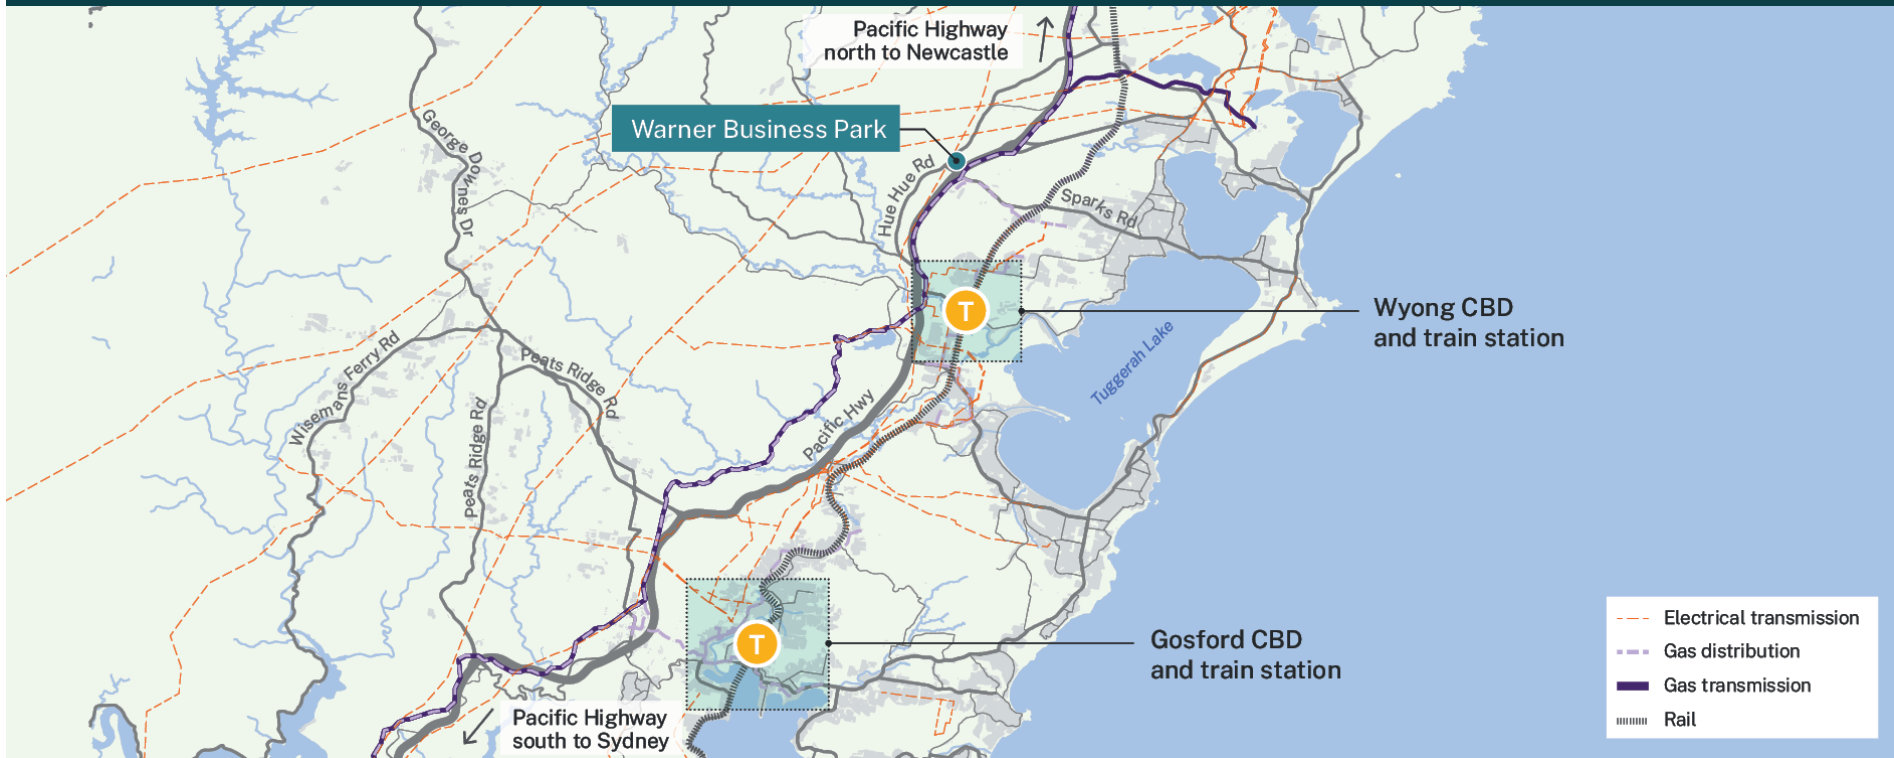 Pacific Highway
north to Newcastle
Warner Business Park
George Downes Dr
Hue Hue Rd
Sparks Rd
T
Wyong CBD
and train station
Tuggerah Lake
Wisemans Ferry Rd
Peats Ridge Rd
Peats Ridge Rd
Pacific Hwy
T
Gosford CBD
and train station
Pacific Highway
south to Sydney
Electrical transmission
Gas distribution
Gas transmission
Rail